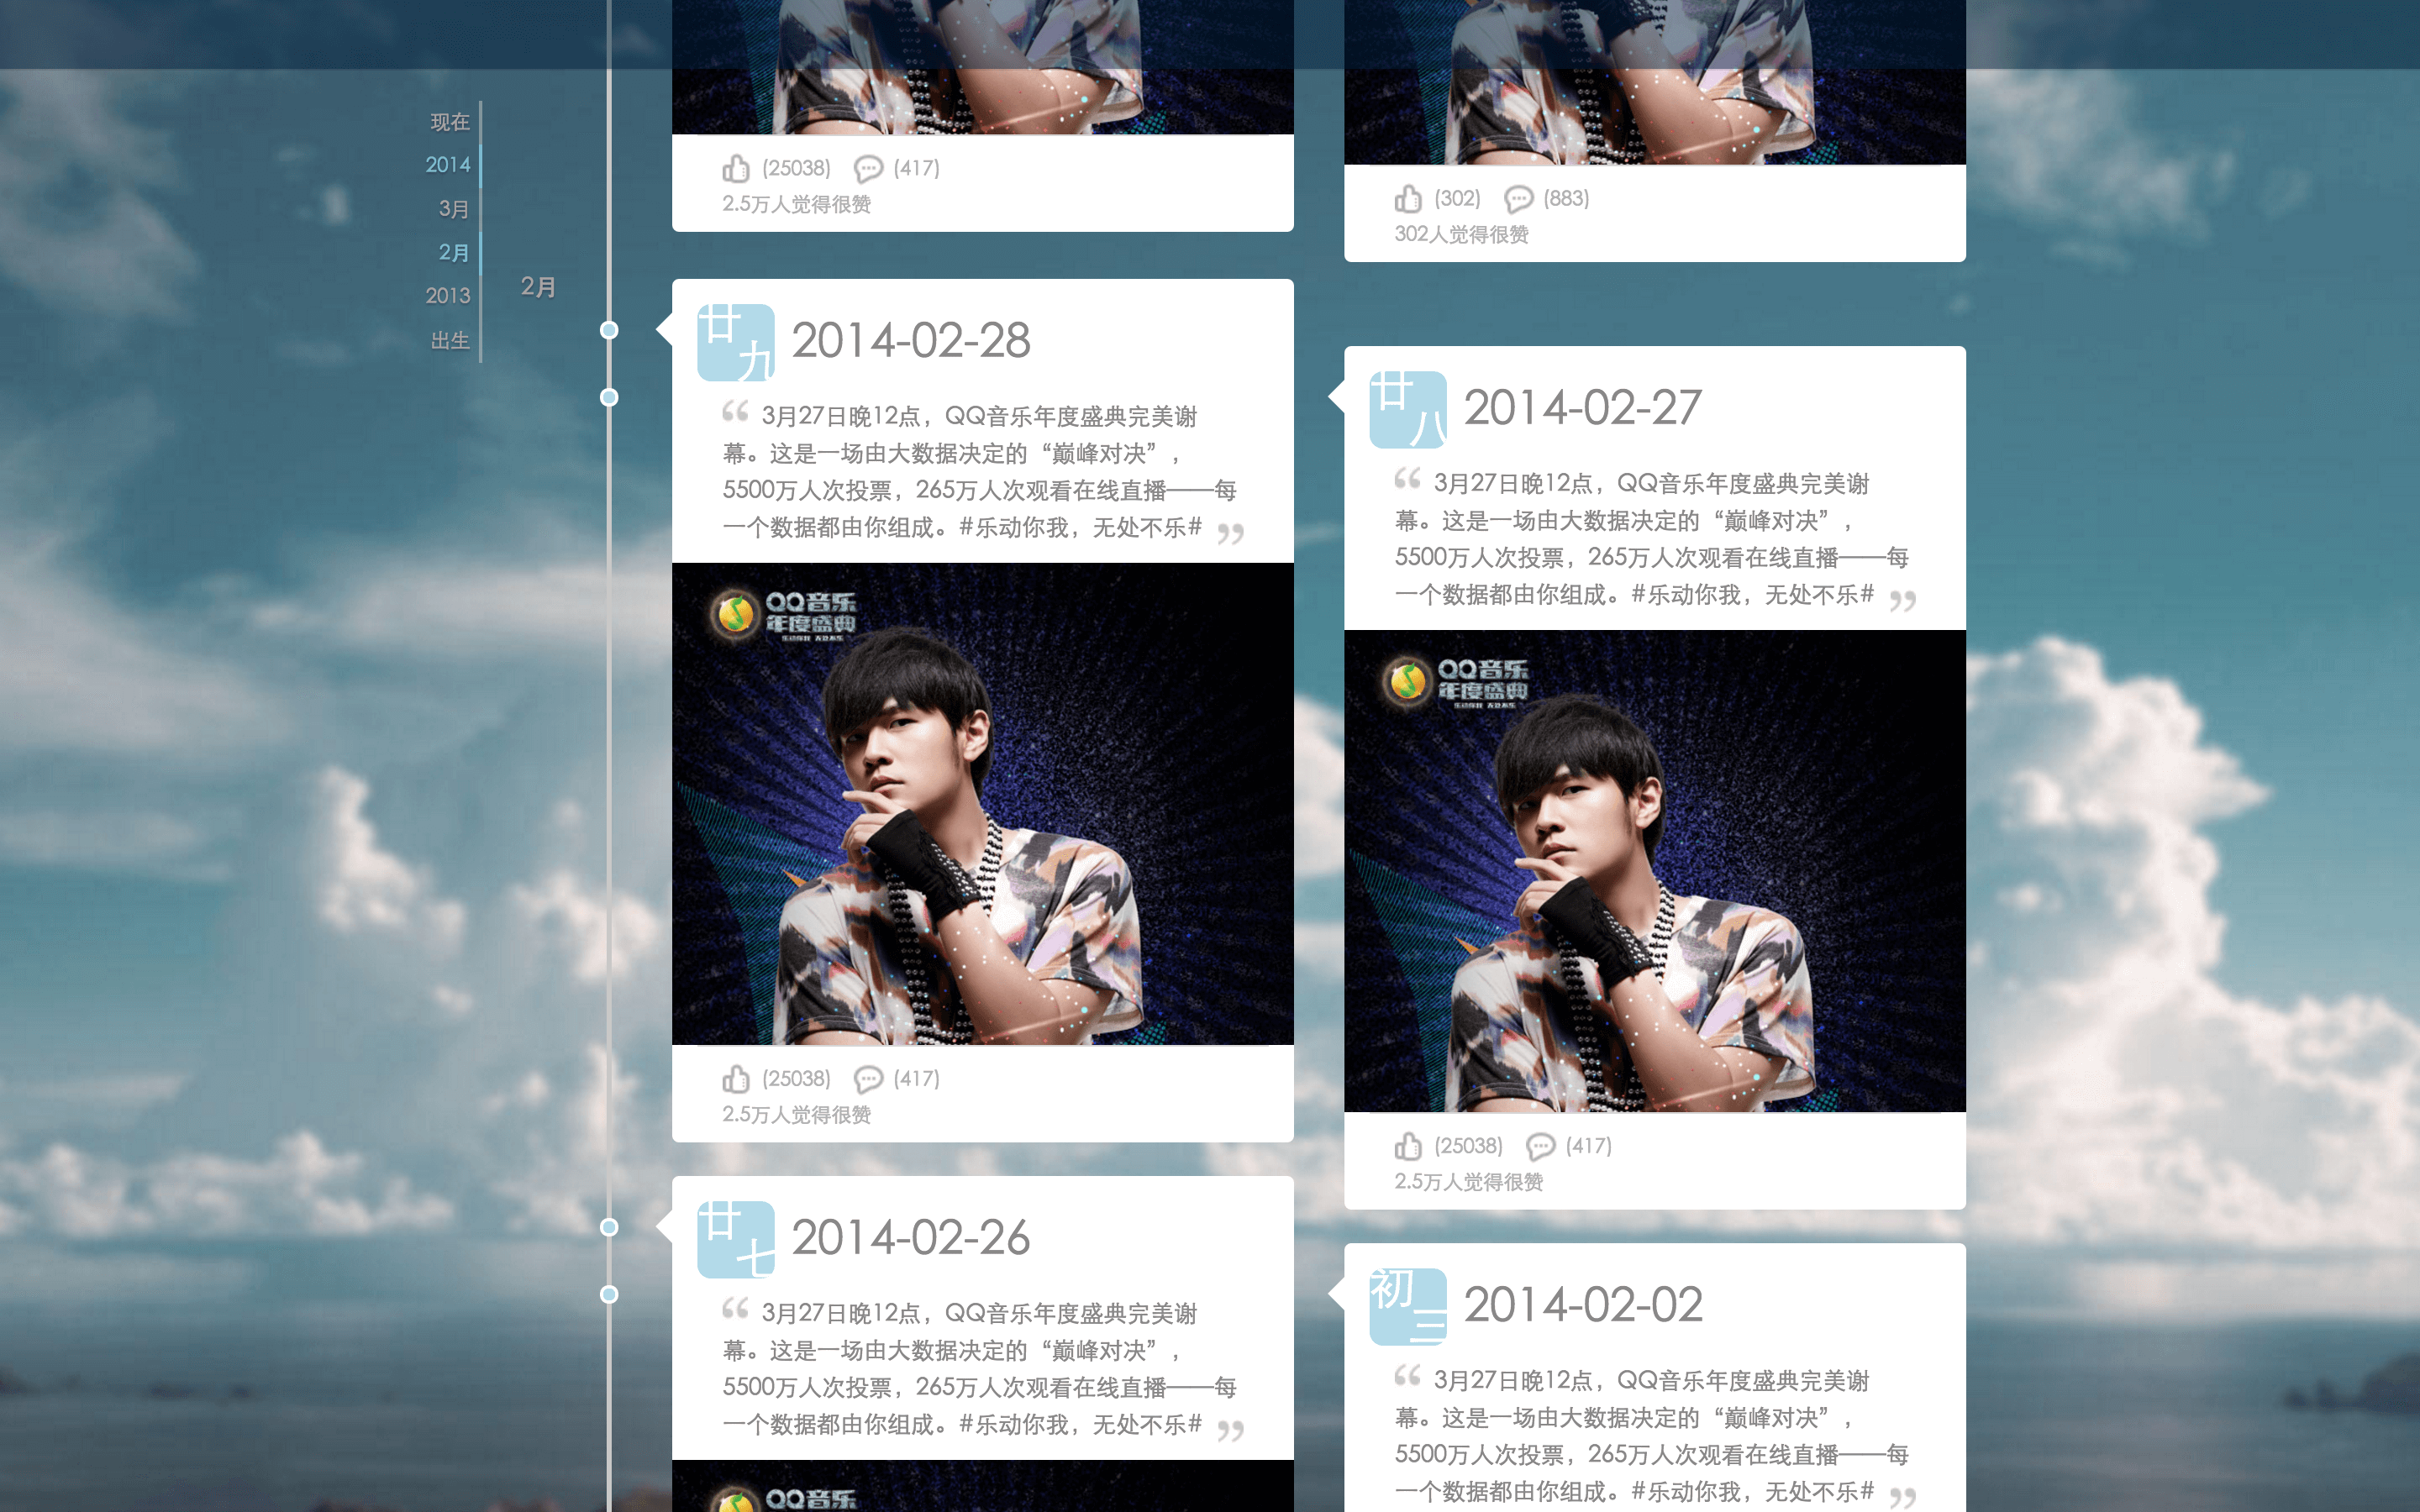 现在
2014
3月
2月
2013
出生
2月
(25038) (417)
2.5万人觉得很赞
(302) (883)
302人觉得很赞
廿九 2014-02-28
“ 3月27日晚12点，QQ音乐年度盛典完美谢
幕。这是一场由大数据决定的“巅峰对决”，
5500万人次投票，265万人次观看在线直播——每
一个数据都由你组成。#乐动你我，无处不乐# ”
QQ音乐
年度盛典
乐动你我 无处不乐
(25038) (417)
2.5万人觉得很赞
廿八 2014-02-27
“ 3月27日晚12点，QQ音乐年度盛典完美谢
幕。这是一场由大数据决定的“巅峰对决”，
5500万人次投票，265万人次观看在线直播——每
一个数据都由你组成。#乐动你我，无处不乐# ”
QQ音乐
年度盛典
乐动你我 无处不乐
(25038) (417)
2.5万人觉得很赞
廿七 2014-02-26
“ 3月27日晚12点，QQ音乐年度盛典完美谢
幕。这是一场由大数据决定的“巅峰对决”，
5500万人次投票，265万人次观看在线直播——每
一个数据都由你组成。#乐动你我，无处不乐# ”
QQ音乐
初三 2014-02-02
“ 3月27日晚12点，QQ音乐年度盛典完美谢
幕。这是一场由大数据决定的“巅峰对决”，
5500万人次投票，265万人次观看在线直播——每
一个数据都由你组成。#乐动你我，无处不乐# ”